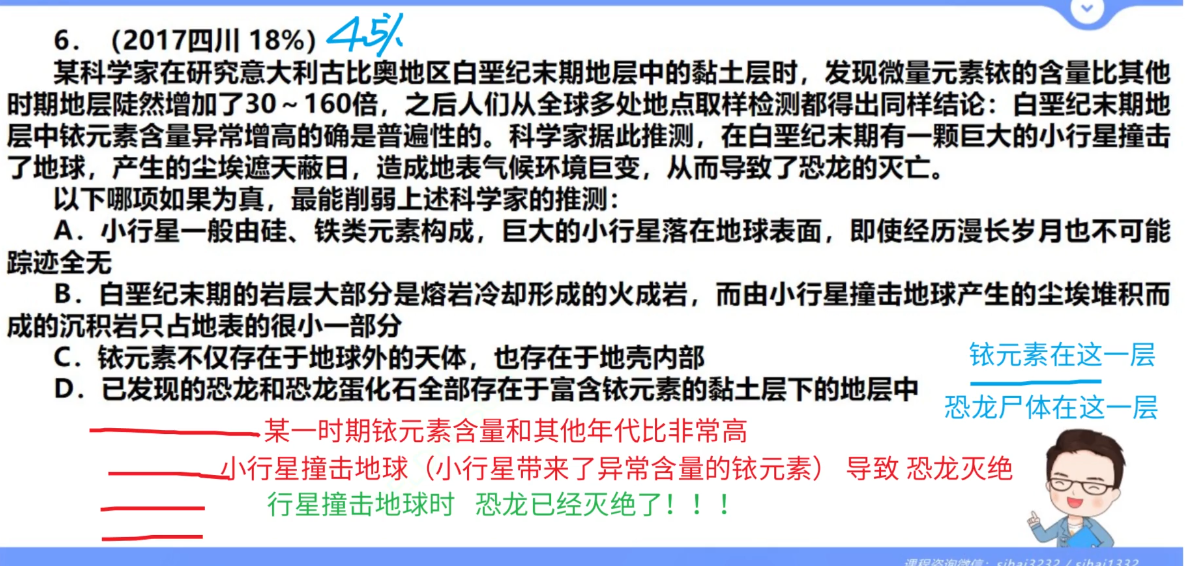 6. （2017四川 18%） 45%
某科学家在研究意大利古比奥地区白垩纪末期地层中的黏土层时，发现微量元素铱的含量比其他
时期地层陡然增加了30～160倍，之后人们从全球多处地点取样检测都得出同样结论：白垩纪末期地
层中铱元素含量异常增高的确是普遍性的。科学家据此推测，在白垩纪末期有一颗巨大的小行星撞击
了地球，产生的尘埃遮天蔽日，造成地表气候环境巨变，从而导致了恐龙的灭亡。
以下哪项如果为真，最能削弱上述科学家的推测：
A．小行星一般由硅、铁类元素构成，巨大的小行星落在地球表面，即使经历漫长岁月也不可能
踪迹全无
B．白垩纪末期的岩层大部分是熔岩冷却形成的火成岩，而由小行星撞击地球产生的尘埃堆积而
成的沉积岩只占地表的很小一部分
C．铱元素不仅存在于地球外的天体，也存在于地壳内部
D．已发现的恐龙和恐龙蛋化石全部存在于富含铱元素的黏土层下的地层中
铱元素在这一层
恐龙尸体在这一层
某一时期铱元素含量和其他年代比非常高
小行星撞击地球（小行星带来了异常含量的铱元素） 导致 恐龙灭绝
行星撞击地球时 恐龙已经灭绝了！！！
课程咨询微信：sihai3232 / sihai1332